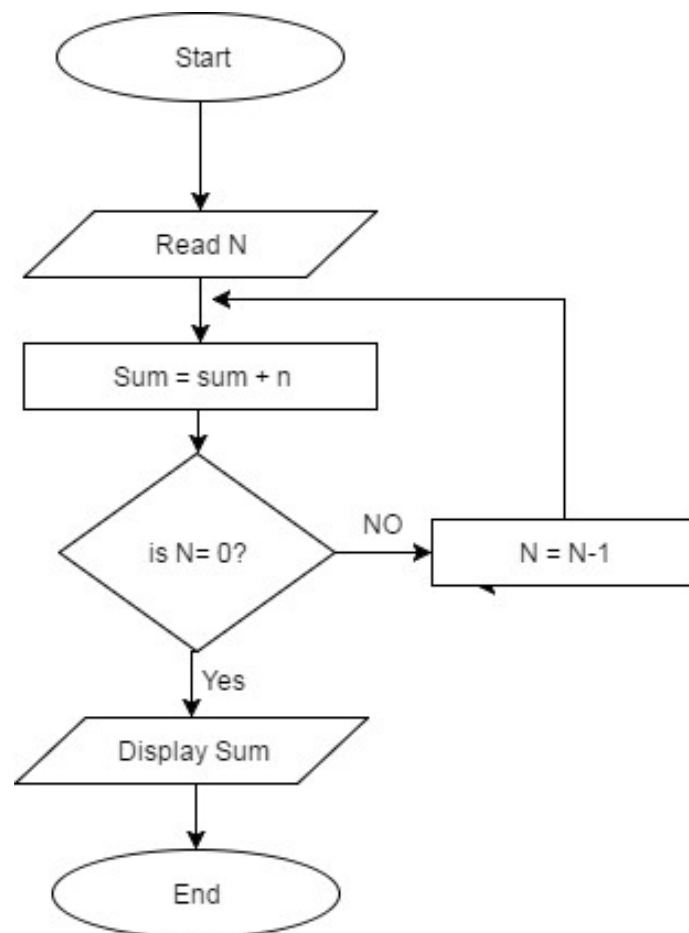 Start
Read N
Sum = sum + n
is N= 0?
NO
N = N-1
Yes
Display Sum
End